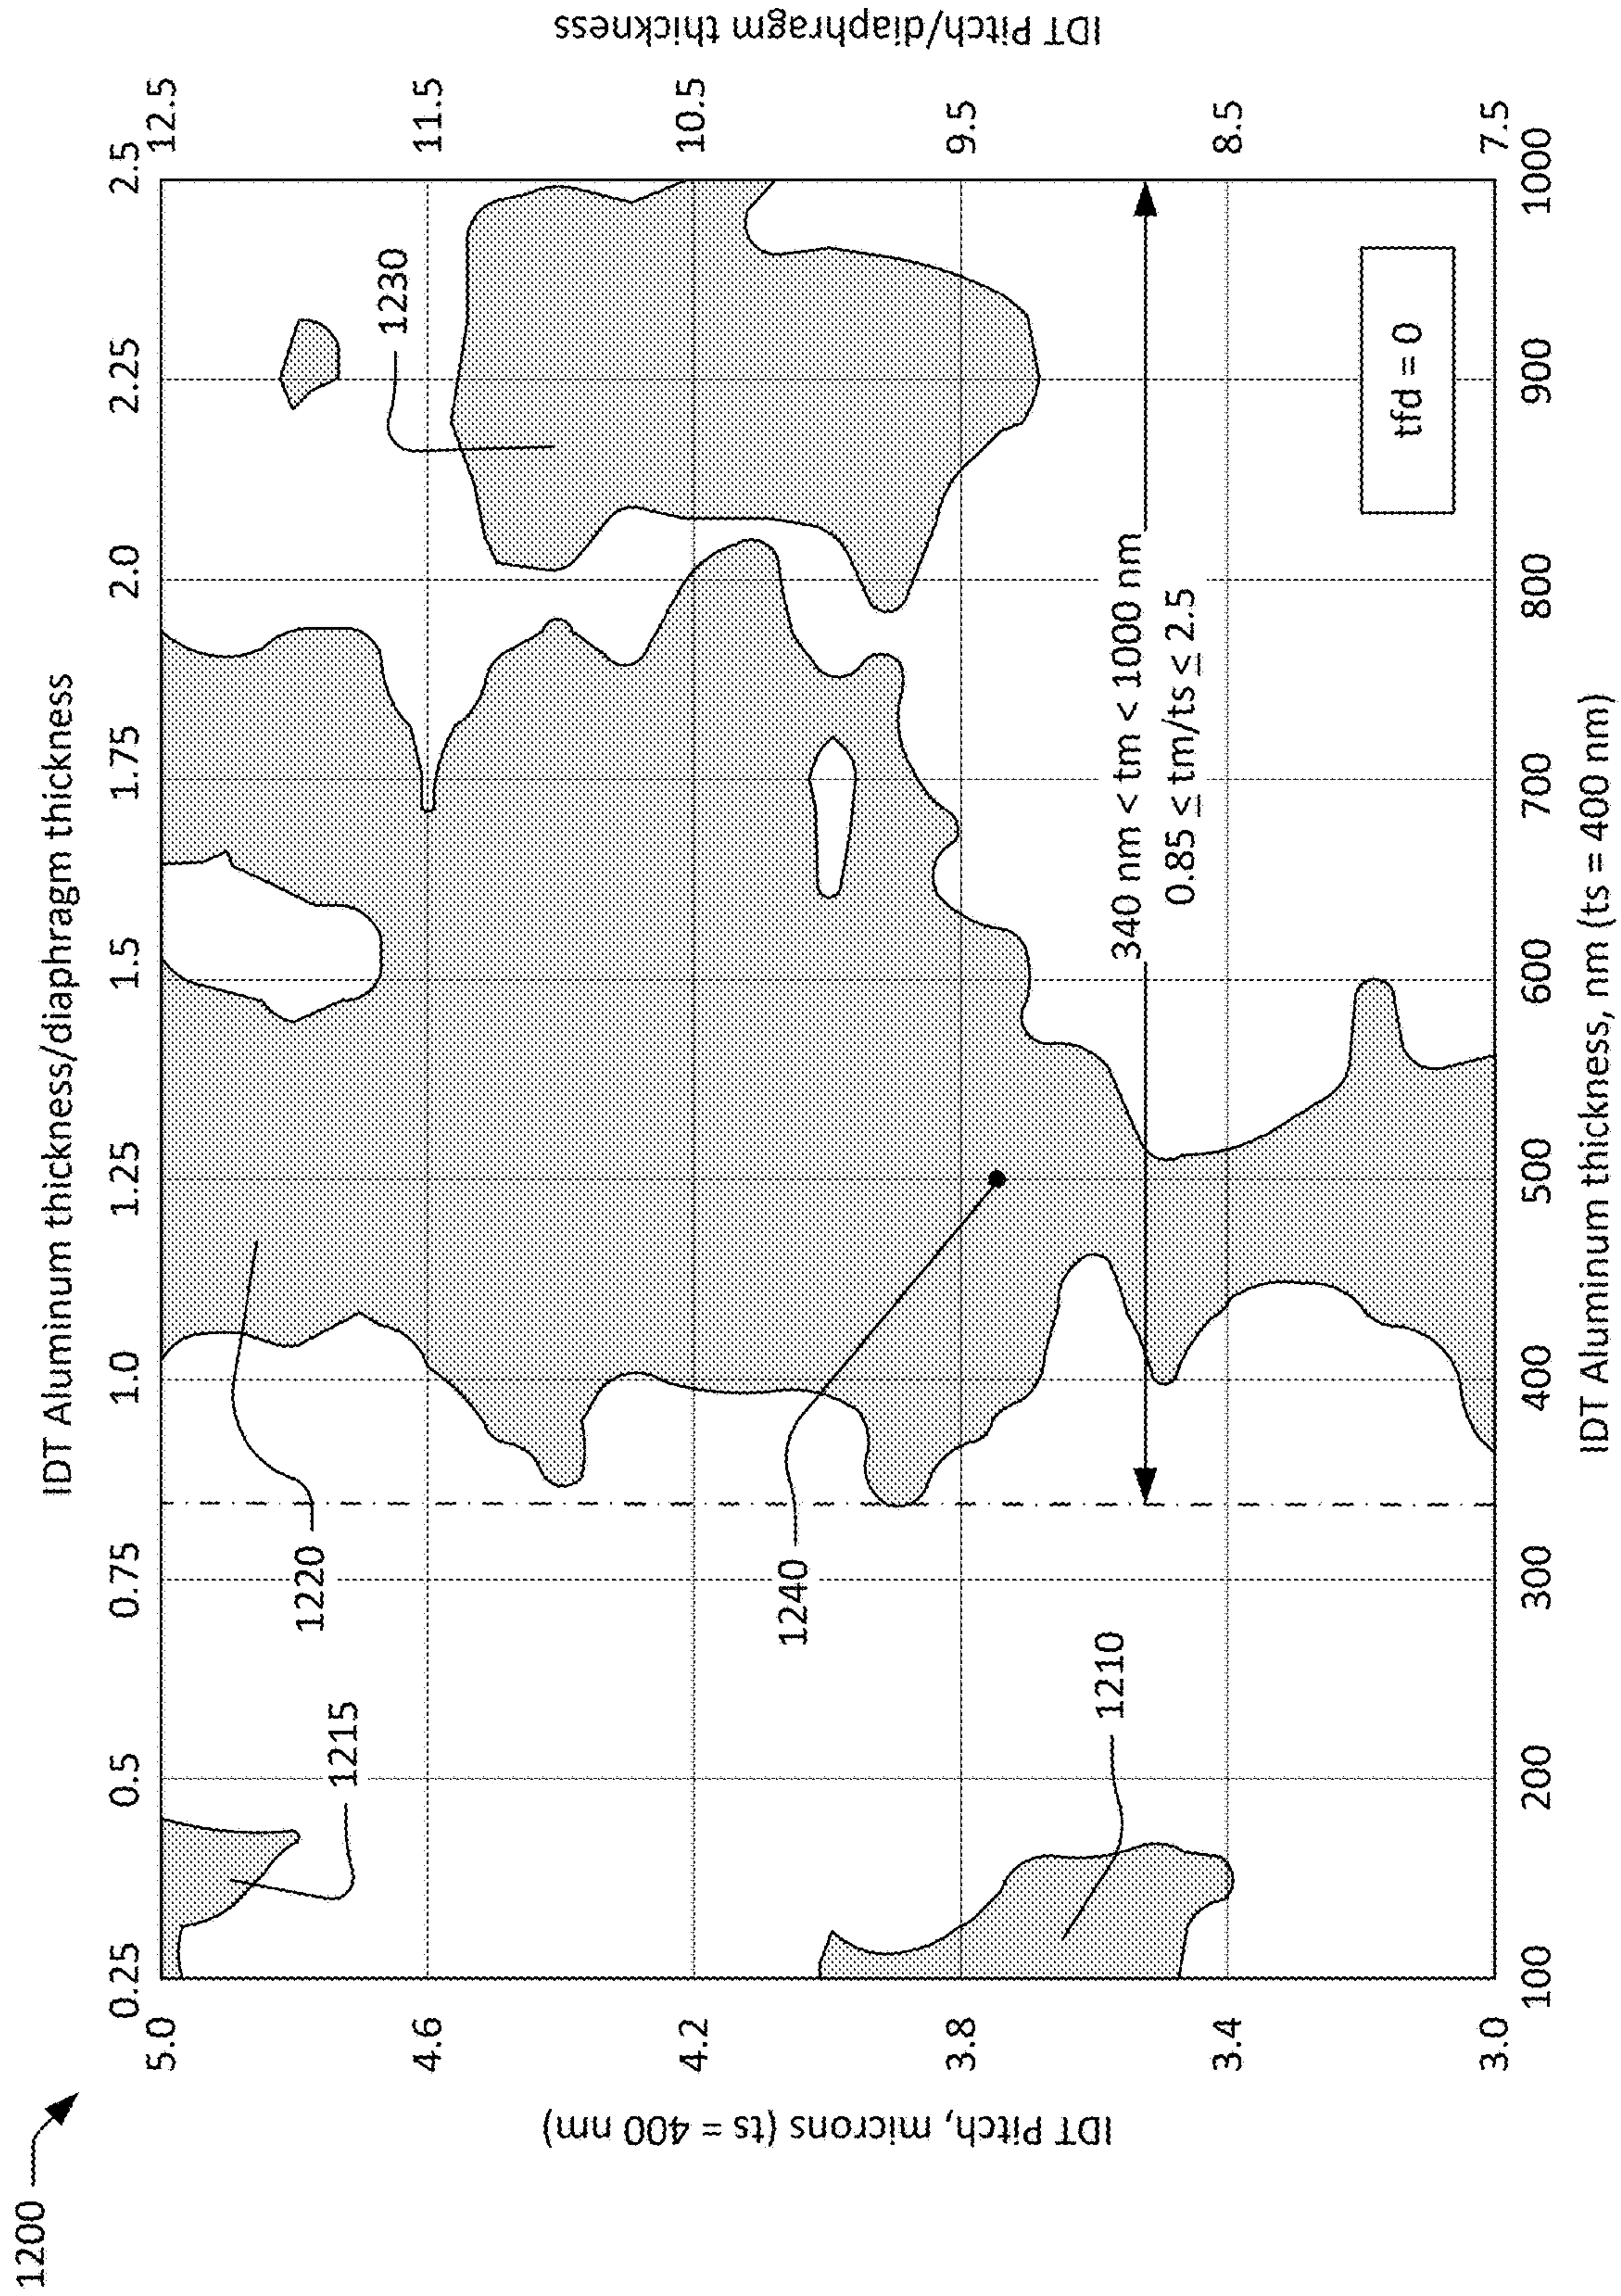 1200
IDT Aluminum thickness/diaphragm thickness
0.25 0.5 0.75 1.0 1.25 1.5 1.75 2.0 2.25 2.5
5.0
4.6
4.2
3.8
3.4
3.0
IDT Pitch, microns (ts = 400 nm)
12.5
11.5
10.5
9.5
8.5
7.5
IDT Pitch/diaphragm thickness
1215
1220
1230
1240
1210
340 nm < tm < 1000 nm
0.85 ≤ tm/ts ≤ 2.5
tfd = 0
100 200 300 400 500 600 700 800 900 1000
IDT Aluminum thickness, nm (ts = 400 nm)